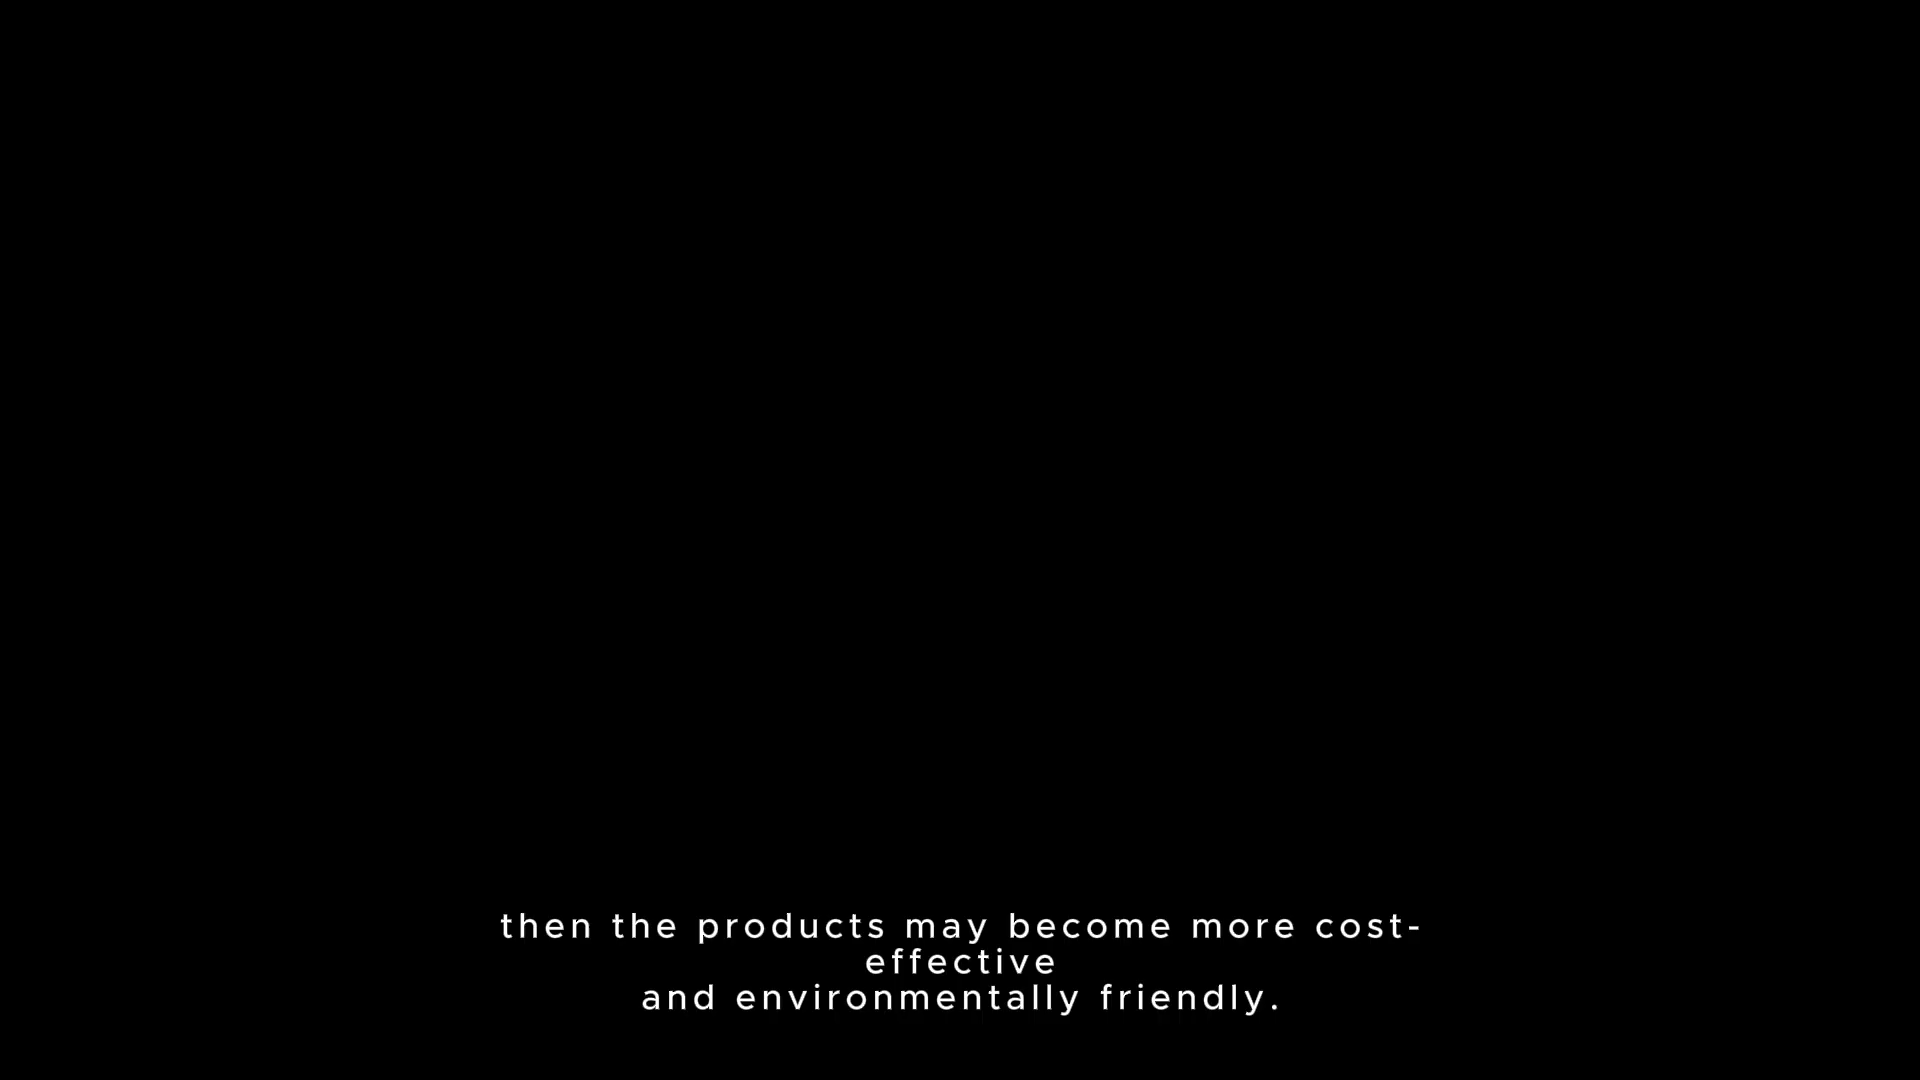 then the products may become more cost-
effective
and environmentally friendly.